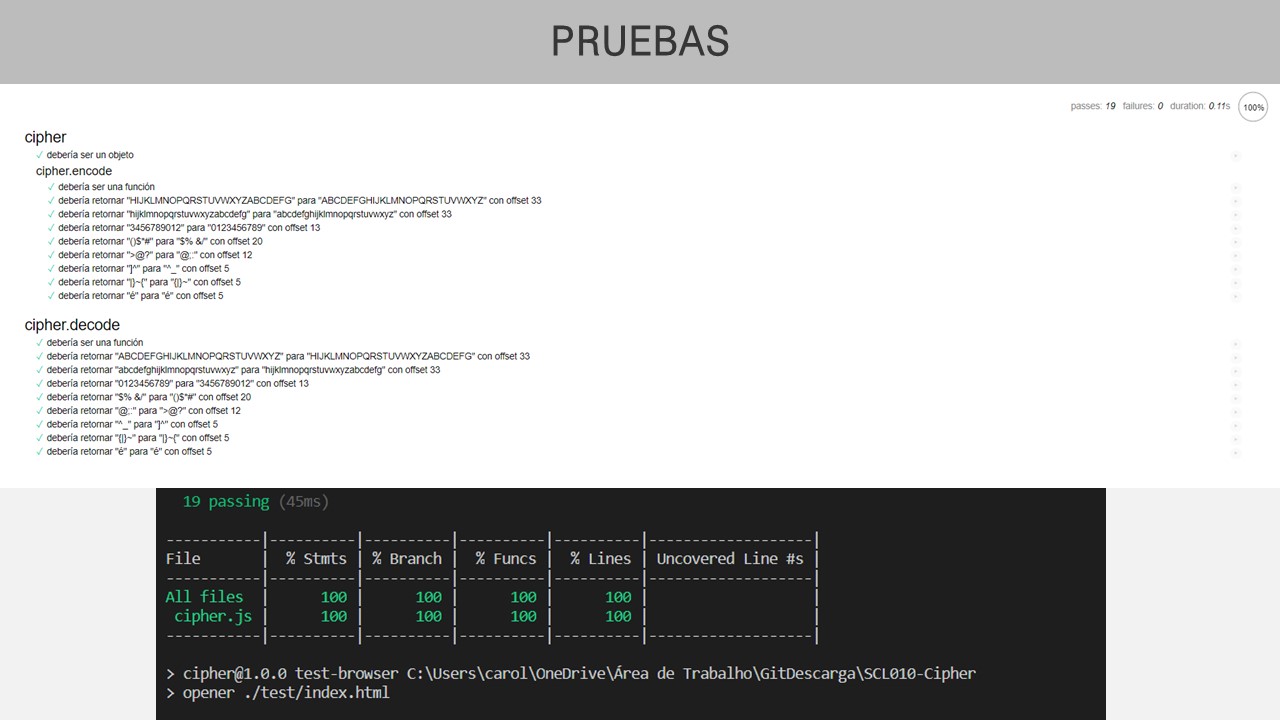 PRUEBAS
passes: 19 failures: 0 duration: 0.11s 100%
cipher
✓ debería ser un objeto
cipher.encode
✓ debería ser una función
✓ debería retornar "HIJKLMNOPQRSTUVWXYZABCDEFG" para "ABCDEFGHIJKLMNOPQRSTUVWXYZ" con offset 33
✓ debería retornar "hijklmnopqrstuvwxyzabcdefg" para "abcdefghijklmnopqrstuvwxyz" con offset 33
✓ debería retornar "3456789012" para "0123456789" con offset 13
✓ debería retornar "()$*#" para "$% &/" con offset 20
✓ debería retornar ">@?" para "@;:" con offset 12
✓ debería retornar "]^" para "^_" con offset 5
✓ debería retornar "|}~{" para "{|}~" con offset 5
✓ debería retornar "é" para "é" con offset 5
cipher.decode
✓ debería ser una función
✓ debería retornar "ABCDEFGHIJKLMNOPQRSTUVWXYZ" para "HIJKLMNOPQRSTUVWXYZABCDEFG" con offset 33
✓ debería retornar "abcdefghijklmnopqrstuvwxyz" para "hijklmnopqrstuvwxyzabcdefg" con offset 33
✓ debería retornar "0123456789" para "3456789012" con offset 13
✓ debería retornar "$% &/" para "()$*#" con offset 20
✓ debería retornar "@;:" para ">@?" con offset 12
✓ debería retornar "^_" para "]^" con offset 5
✓ debería retornar "{|}~" para "|}~{" con offset 5
✓ debería retornar "é" para "é" con offset 5
19 passing (45ms)
-----------|----------|----------|----------|----------|-------------------|
File | % Stmts | % Branch | % Funcs | % Lines | Uncovered Line #s |
-----------|----------|----------|----------|----------|-------------------|
All files | 100 | 100 | 100 | 100 | |
cipher.js | 100 | 100 | 100 | 100 | |
-----------|----------|----------|----------|----------|-------------------|
> cipher@1.0.0 test-browser C:\Users\carol\OneDrive\Área de Trabalho\GitDescarga\SCL010-Cipher
> opener ./test/index.html